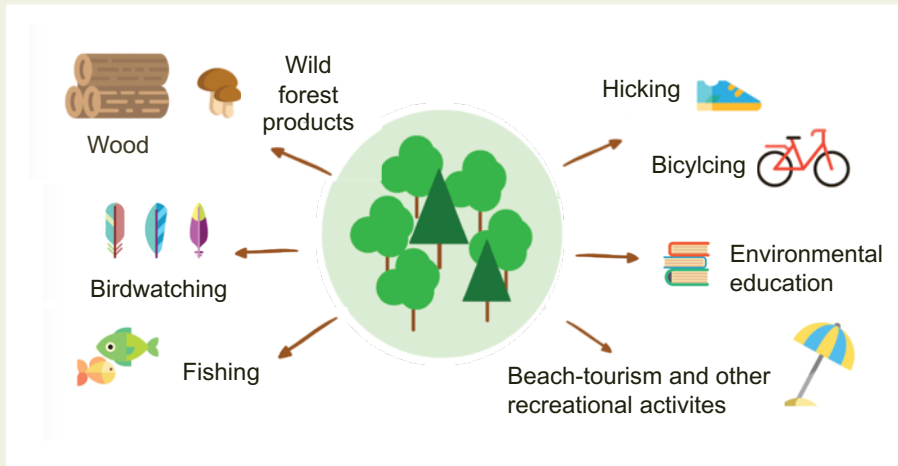 Wild
forest
products
Wood
Birdwatching
Fishing
Hicking
Bicylcing
Environmental
education
Beach-tourism and other
recreational activites